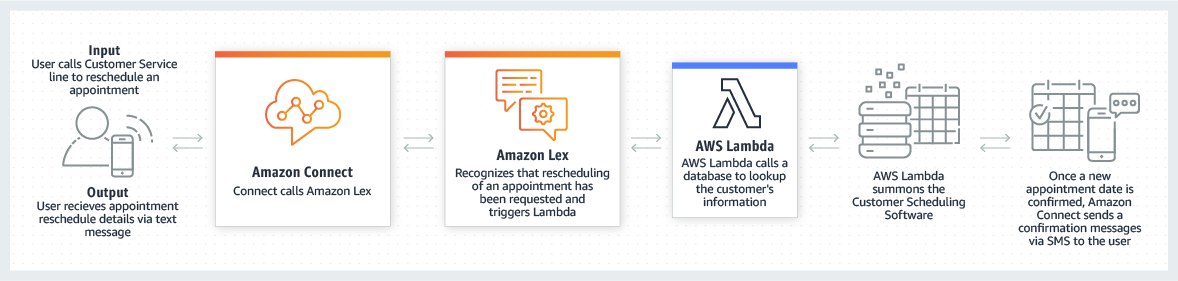 Input
User calls Customer Service
line to reschedule an
appointment
Output
User recieves appointment
reschedule details via text
message
Amazon Connect
Connect calls Amazon Lex
Amazon Lex
Recognizes that rescheduling
of an appointment has
been requested and
triggers Lambda
AWS Lambda
AWS Lambda calls a
database to lookup
the customer's
information
AWS Lambda
summons the
Customer Scheduling
Software
Once a new
appointment date is
confirmed, Amazon
Connect sends a
confirmation messages
via SMS to the user